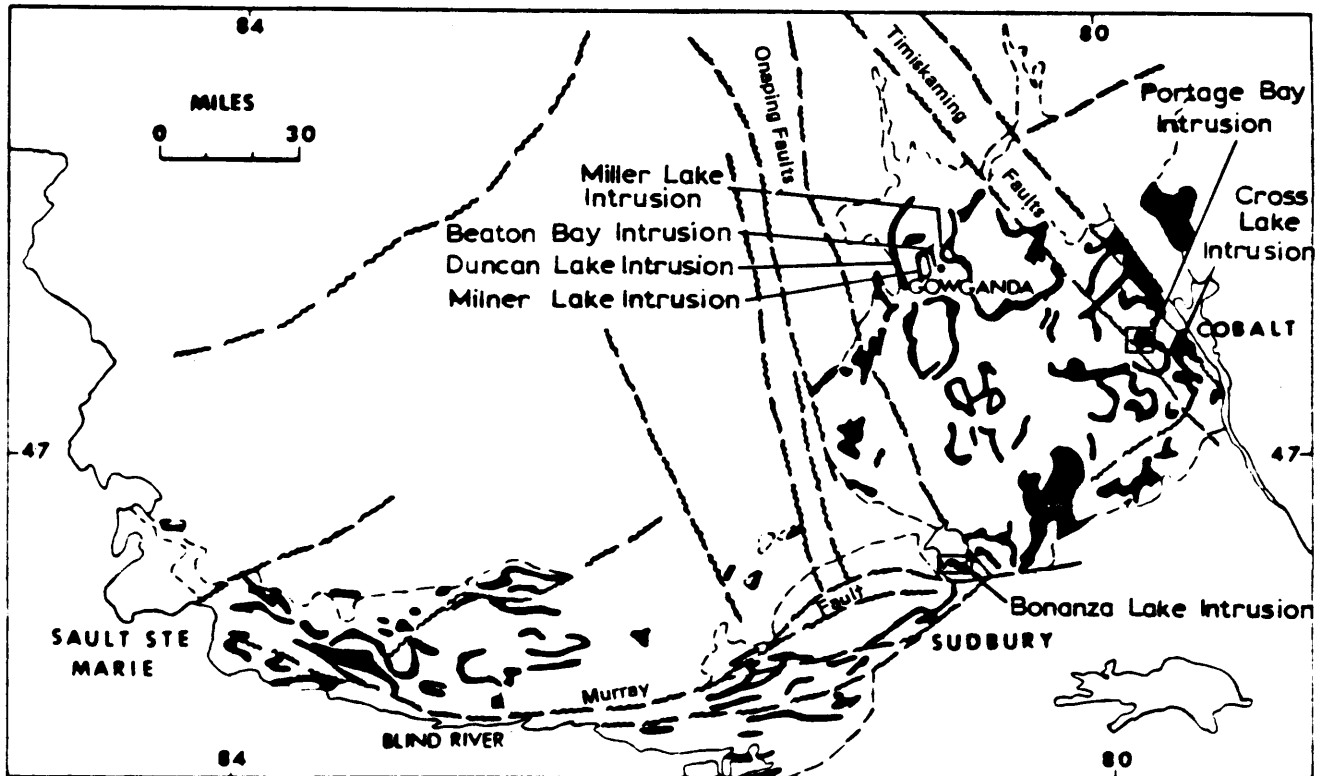 84
80
MILES
0 30
Onaping Faults
Timiskaming
Faults
Portage Bay
Intrusion
Cross
Lake
Intrusion
Miller Lake
Intrusion
Beaton Bay Intrusion
Duncan Lake Intrusion
Milner Lake Intrusion
GOWGANDA
COBALT
47
47
Fault
Bonanza Lake Intrusion
SUDBURY
SAULT STE
MARIE
Murray
BLIND RIVER
84
80